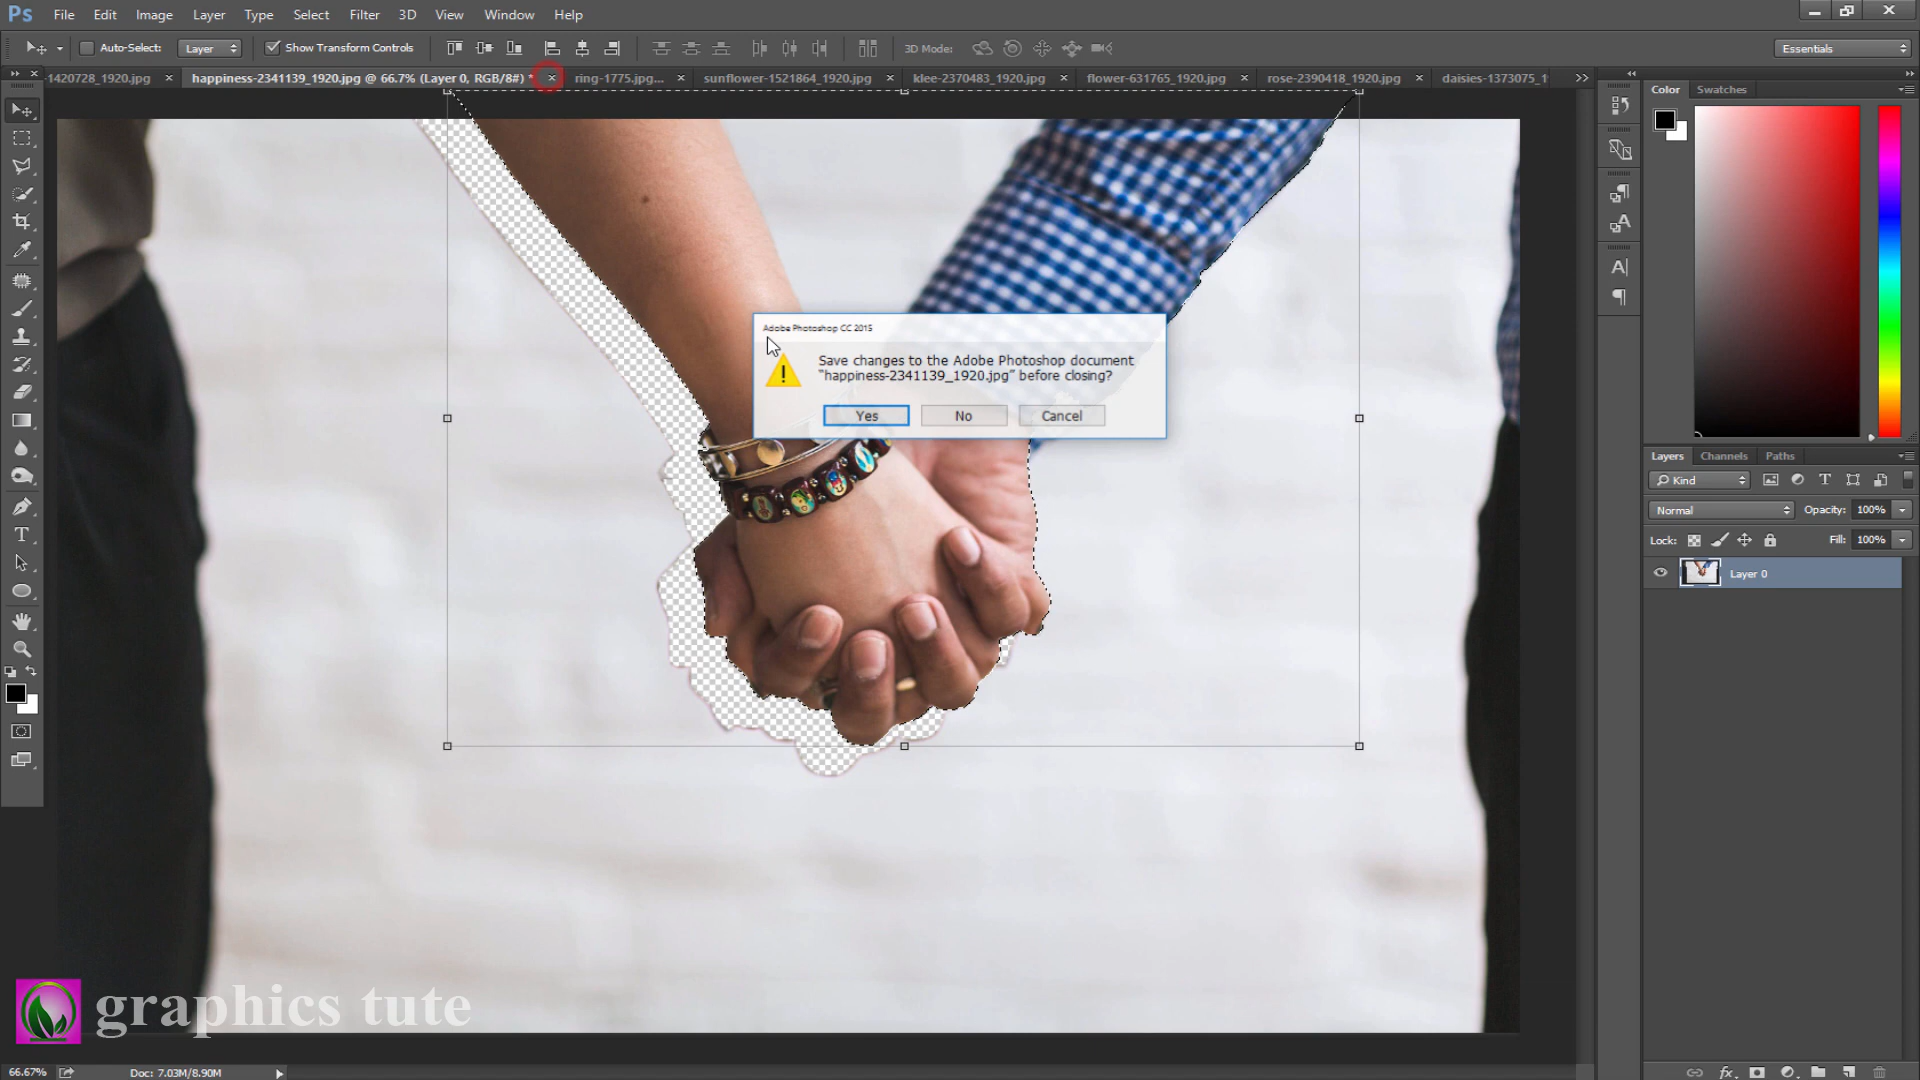 Ps File Edit Image Layer Type Select Filter 3D View Window Help
Auto-Select: Layer Show Transform Controls 3D Mode: Essentials
1420728_1920.jpg × happiness-2341139_1920.jpg @ 66.7% (Layer 0, RGB/8#) * × ring-1775.jpg... × sunflower-1521864_1920.jpg × klee-2370483_1920.jpg × flower-631765_1920.jpg × rose-2390418_1920.jpg × daisies-1373075_1
Color Swatches
Adobe Photoshop CC 2015
Save changes to the Adobe Photoshop document
“happiness-2341139_1920.jpg” before closing?
Yes No Cancel
Layers Channels Paths
Kind
Normal Opacity: 100%
Lock: Fill: 100%
Layer 0
graphics tute
66.67% Doc: 7.03M/8.90M